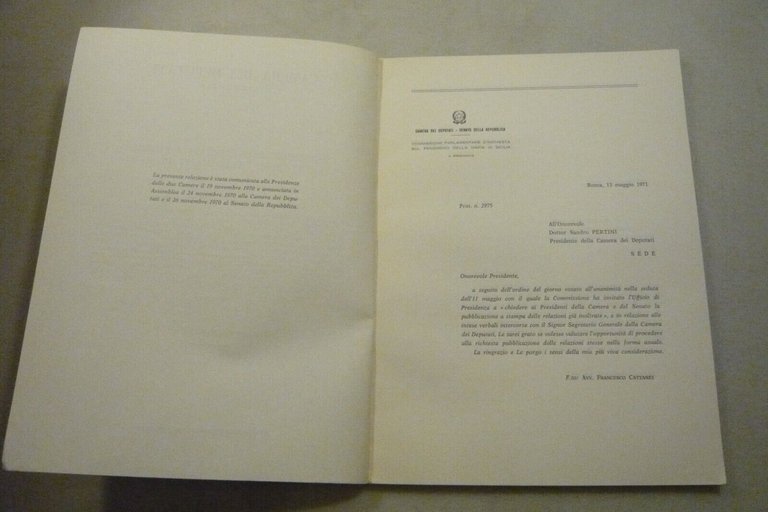 La presente relazione è stata comunicata alla Presidenza
delle due Camere il 19 novembre 1970 e annunciata in
Assemblea il 24 novembre 1970 alla Camera dei Depu
tati e il 26 novembre 1970 al Senato della Repubblica.
CAMERA DEI DEPUTATI - SENATO DELLA REPUBBLICA
COMMISSIONE PARLAMENTARE D'INCHIESTA
SUL FENOMENO DELLA MAFIA IN SICILIA
IL PRESIDENTE
Roma, 13 maggio 1971
Prot. n. 2975
All'Onorevole
Dottor Sandro PERTINI
Presidente della Camera dei Deputati
SEDE
Onorevole Presidente,
a seguito dell'ordine del giorno votato all'unanimità nella seduta
dell'11 maggio con il quale la Commissione ha invitato l'Ufficio di
Presidenza a «chiedere ai Presidenti della Camera e del Senato la
pubblicazione a stampa delle relazioni già inoltrate», e in relazione alle
intese verbali intercorse con il Signor Segretario Generale della Camera
dei Deputati, Le sarei grato se volesse valutare l'opportunità di procedere
alla richiesta pubblicazione delle relazioni stesse nella forma usuale.
La ringrazio e Le porgo i sensi della mia più viva considerazione.
F.to: Avv. Francesco Cattanei